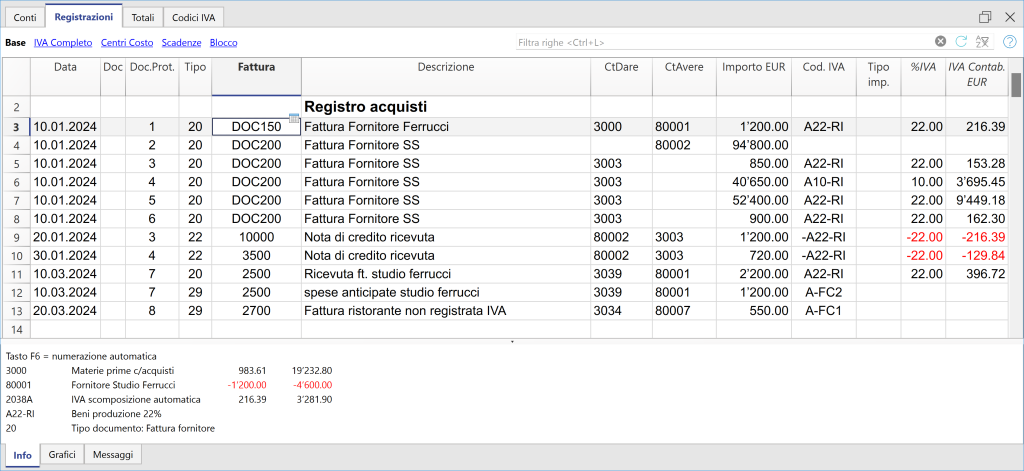 Conti Registrazioni Totali Codici IVA
Base IVA Completo Centri Costo Scadenze Blocco Filtra righe <Ctrl+L>
Data Doc Doc.Prot. Tipo Fattura Descrizione CtDare CtAvere Importo EUR Cod. IVA Tipo imp. %IVA IVA Contab. EUR
2 Registro acquisti
3 10.01.2024 1 20 DOC150 Fattura Fornitore Ferrucci 3000 80001 1'200.00 A22-RI 22.00 216.39
4 10.01.2024 2 20 DOC200 Fattura Fornitore SS 80002 94'800.00
5 10.01.2024 3 20 DOC200 Fattura Fornitore SS 3003 850.00 A22-RI 22.00 153.28
6 10.01.2024 4 20 DOC200 Fattura Fornitore SS 3003 40'650.00 A10-RI 10.00 3'695.45
7 10.01.2024 5 20 DOC200 Fattura Fornitore SS 3003 52'400.00 A22-RI 22.00 9'449.18
8 10.01.2024 6 20 DOC200 Fattura Fornitore SS 3003 900.00 A22-RI 22.00 162.30
9 20.01.2024 3 22 10000 Nota di credito ricevuta 80002 3003 1'200.00 -A22-RI -22.00 -216.39
10 30.01.2024 4 22 3500 Nota di credito ricevuta 80002 3003 720.00 -A22-RI -22.00 -129.84
11 10.03.2024 7 20 2500 Ricevuta ft. studio ferrucci 3039 80001 2'200.00 A22-RI 22.00 396.72
12 10.03.2024 7 29 2500 spese anticipate studio ferrucci 3039 80001 1'200.00 A-FC2
13 20.03.2024 8 29 2700 Fattura ristorante non registrata IVA 3034 80007 550.00 A-FC1
14
Tasto F6 = numerazione automatica
3000 Materie prime c/acquisti 983.61 19'232.80
80001 Fornitore Studio Ferrucci -1'200.00 -4'600.00
2038A IVA scomposizione automatica 216.39 3'281.90
A22-RI Beni produzione 22%
20 Tipo documento: Fattura fornitore
Info Grafici Messaggi